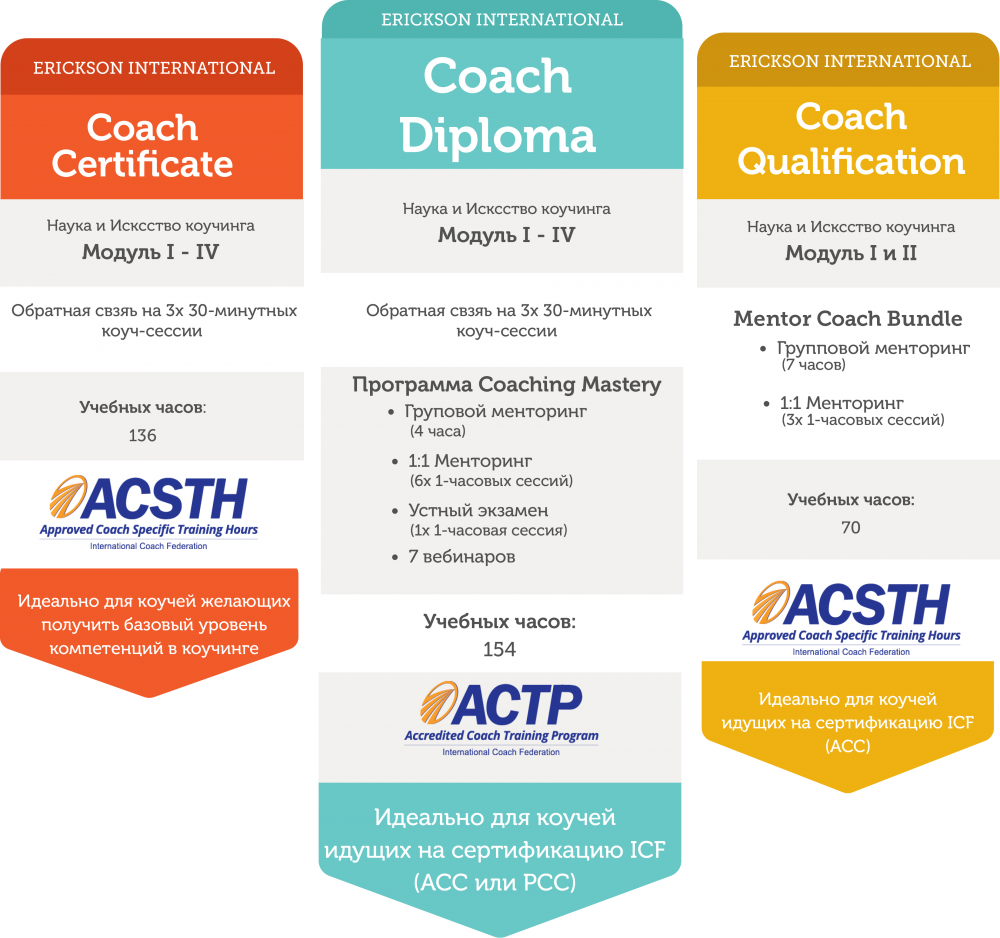 ERICKSON INTERNATIONAL
Coach
Certificate
Наука и Исксство коучинга
Модуль I - IV
Обратная свзяь на 3х 30-минутных
коуч-сессии
Учебных часов:
136
ACSTH
Approved Coach Specific Training Hours
International Coach Federation
Идеально для коучей желающих
получить базовый уровень
компетенций в коучинге
ERICKSON INTERNATIONAL
Coach
Diploma
Наука и Исксство коучинга
Модуль I - IV
Обратная свзяь на 3х 30-минутных
коуч-сессии
Программа Coaching Mastery
• Груповой менторинг
(4 часа)
• 1:1 Менторинг
(6х 1-часовых сессий)
• Устный экзамен
(1х 1-часовая сессия)
• 7 вебинаров
Учебных часов:
154
ACTP
Accredited Coach Training Program
International Coach Federation
Идеально для коучей
идущих на сертификацию ICF
(ACC или PCC)
ERICKSON INTERNATIONAL
Coach
Qualification
Наука и Исксство коучинга
Модуль I и II
Mentor Coach Bundle
• Групповой менторинг
(7 часов)
• 1:1 Менторинг
(3х 1-часовых сессий)
Учебных часов:
70
ACSTH
Approved Coach Specific Training Hours
International Coach Federation
Идеально для коучей
идущих на сертификацию ICF
(ACC)